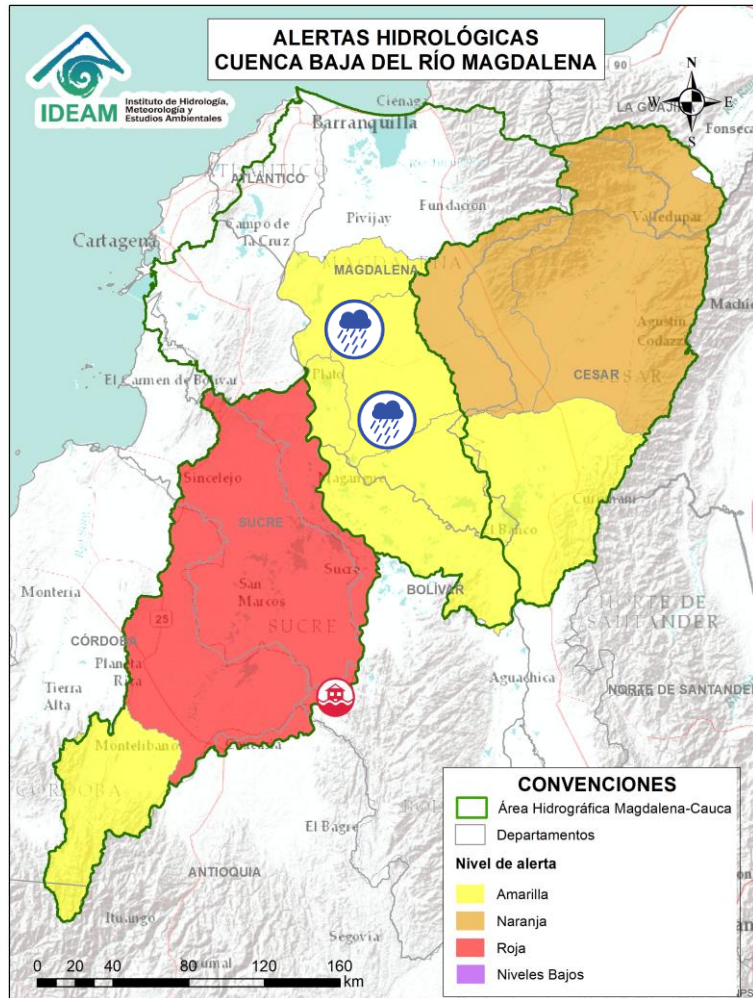 ALERTAS HIDROLÓGICAS
CUENCA BAJA DEL RÍO MAGDALENA
IDEAM
Instituto de Hidrología,
Meteorología y
Estudios Ambientales
90
N
W
E
S
LA GUAJIRA
Fonseca
Ciénaga
Barranquilla
ATLÁNTICO
Campo de
la Cruz
Pivijay
Fundación
Valledupar
Cartagena
MAGDALENA
Agustín
Codazzi
CESAR
El Carmen de Bolívar
Plato
Sincelejo
Magangué
SUCRE
Curumaní
El Banco
Sucre
San
Marcos
SUCRE
BOLÍVAR
Montería
25
CÓRDOBA
Planeta
Rica
Tierra
Alta
NORTE DE
SANTANDER
NORTE DE SANTANDER
Aguachica
Montelíbano
CÓRDOBA
El Bagre
ANTIOQUIA
Ituango
Segovia
0 20 40 80 120 160
km
CONVENCIONES
Área Hidrográfica Magdalena-Cauca
Departamentos
Nivel de alerta
Amarilla
Naranja
Roja
Niveles Bajos